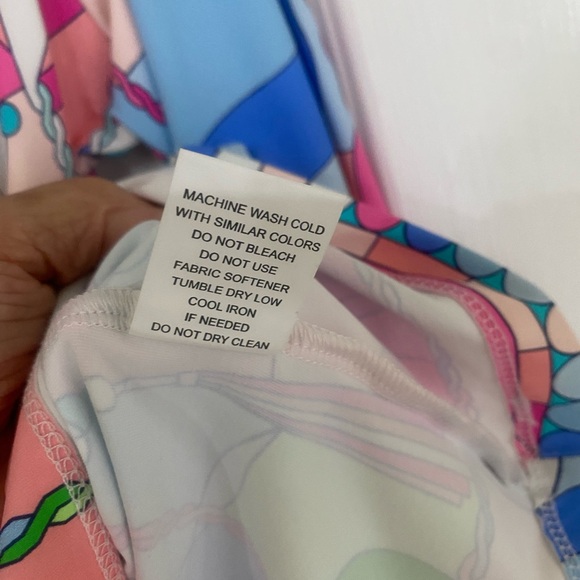 MACHINE WASH COLD
WITH SIMILAR COLORS
DO NOT BLEACH
DO NOT USE
FABRIC SOFTENER
TUMBLE DRY LOW
COOL IRON
IF NEEDED
DO NOT DRY CLEAN